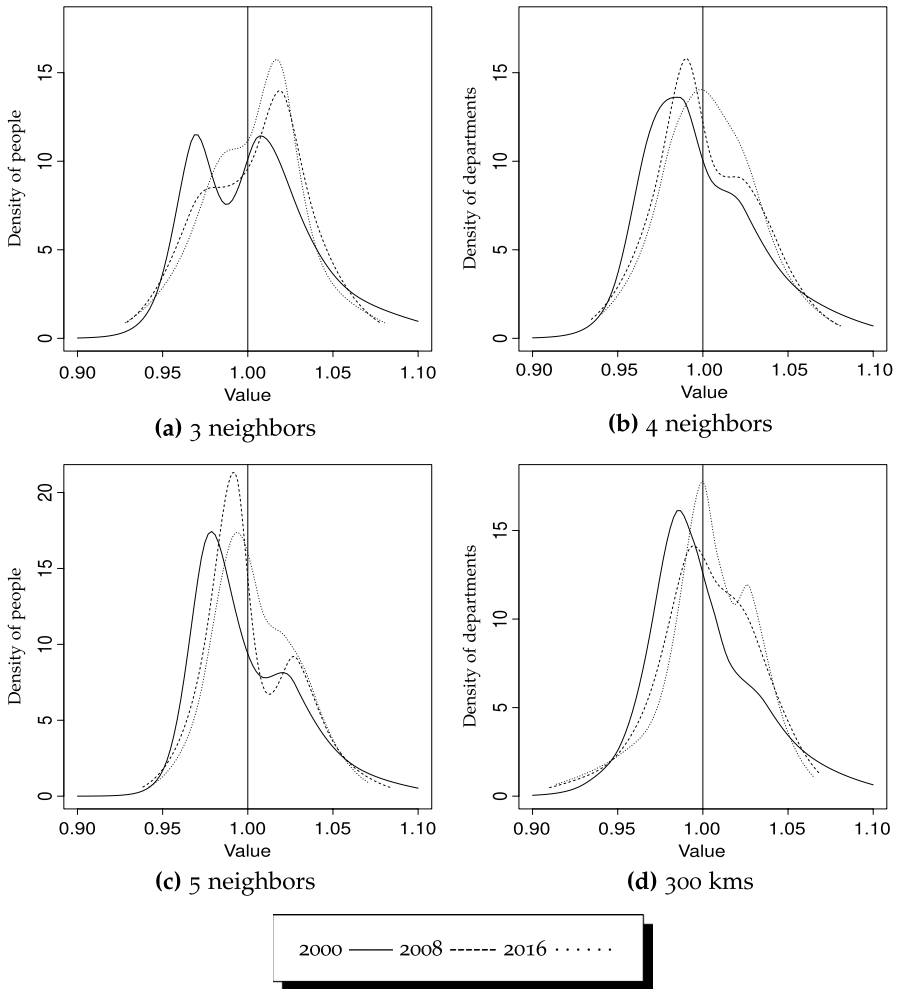 Density of people
0 5 10 15
0.90 0.95 1.00 1.05 1.10
Value
(a) 3 neighbors
Density of departments
0 5 10 15
0.90 0.95 1.00 1.05 1.10
Value
(b) 4 neighbors
Density of people
0 5 10 15 20
0.90 0.95 1.00 1.05 1.10
Value
(c) 5 neighbors
Density of departments
0 5 10 15
0.90 0.95 1.00 1.05 1.10
Value
(d) 300 kms
2000 2008 2016